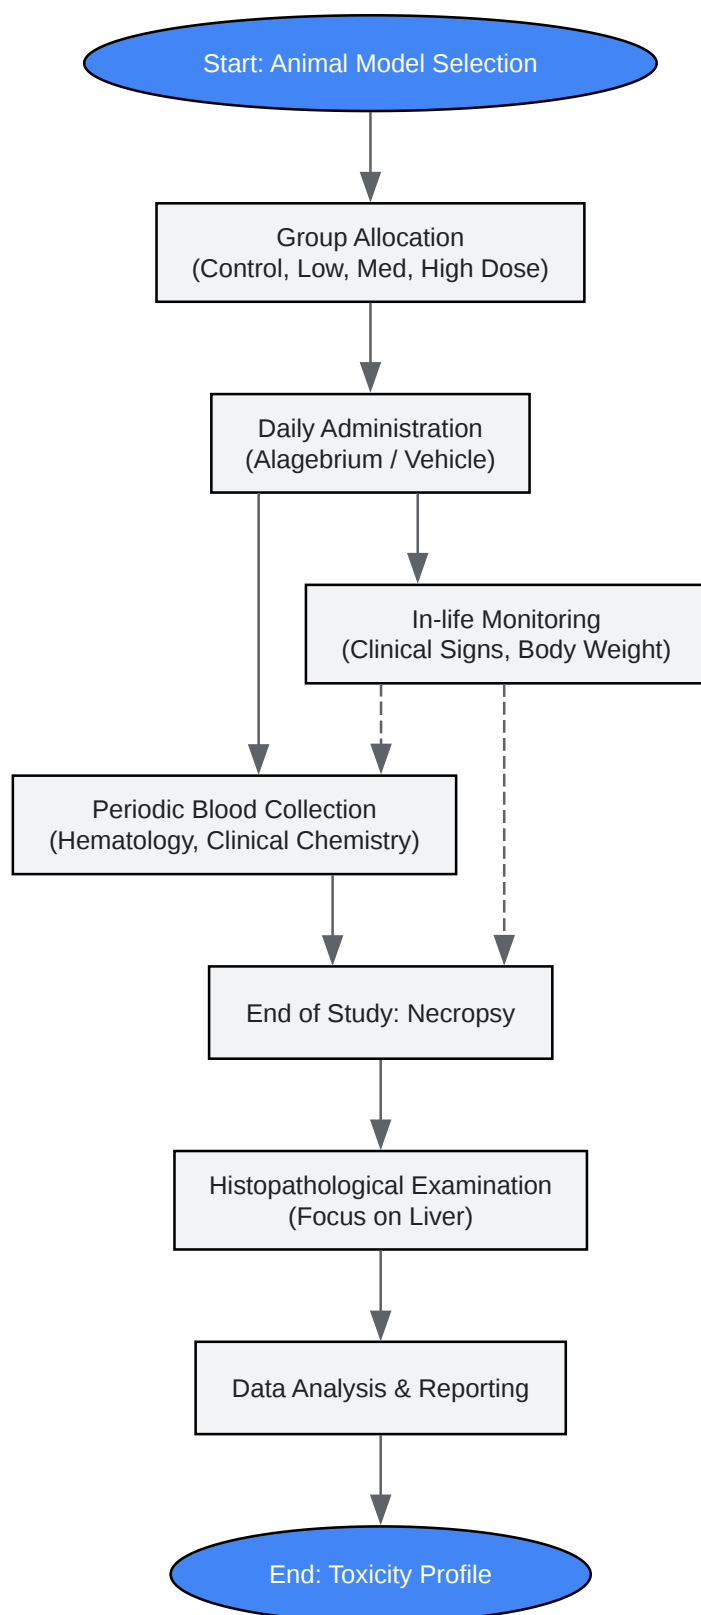 Start: Animal Model Selection
Group Allocation
(Control, Low, Med, High Dose)
Daily Administration
(Alagebrium / Vehicle)
In-life Monitoring
(Clinical Signs, Body Weight)
Periodic Blood Collection
(Hematology, Clinical Chemistry)
End of Study: Necropsy
Histopathological Examination
(Focus on Liver)
Data Analysis & Reporting
End: Toxicity Profile